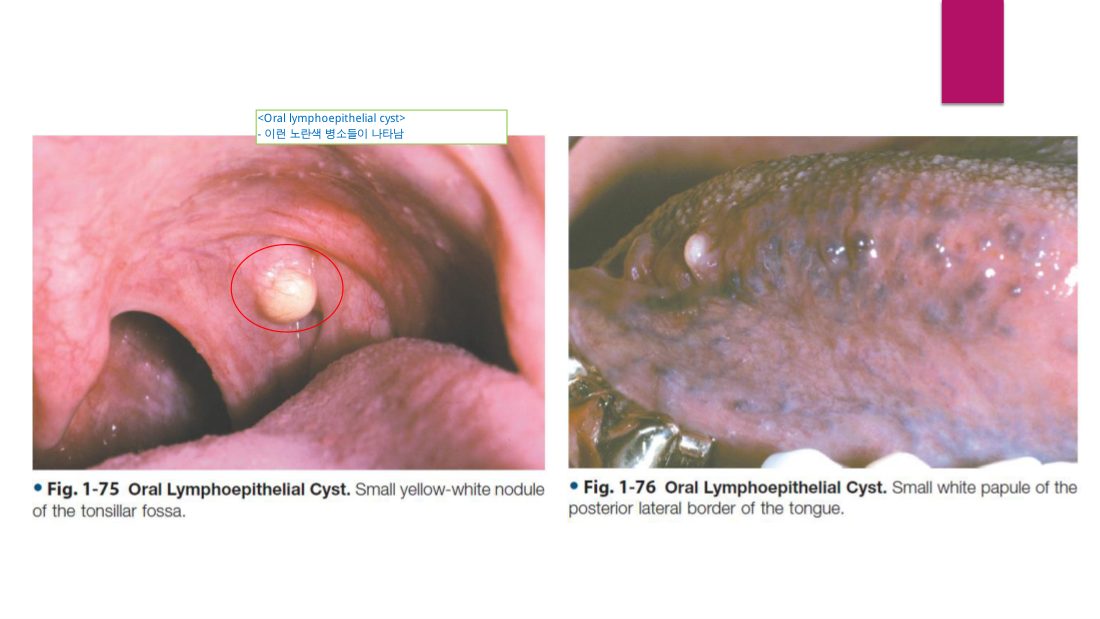 <Oral lymphoepithelial cyst>
- 이런 노란색 병소들이 나타남
• Fig. 1-75 Oral Lymphoepithelial Cyst. Small yellow-white nodule
of the tonsillar fossa.
• Fig. 1-76 Oral Lymphoepithelial Cyst. Small white papule of the
posterior lateral border of the tongue.